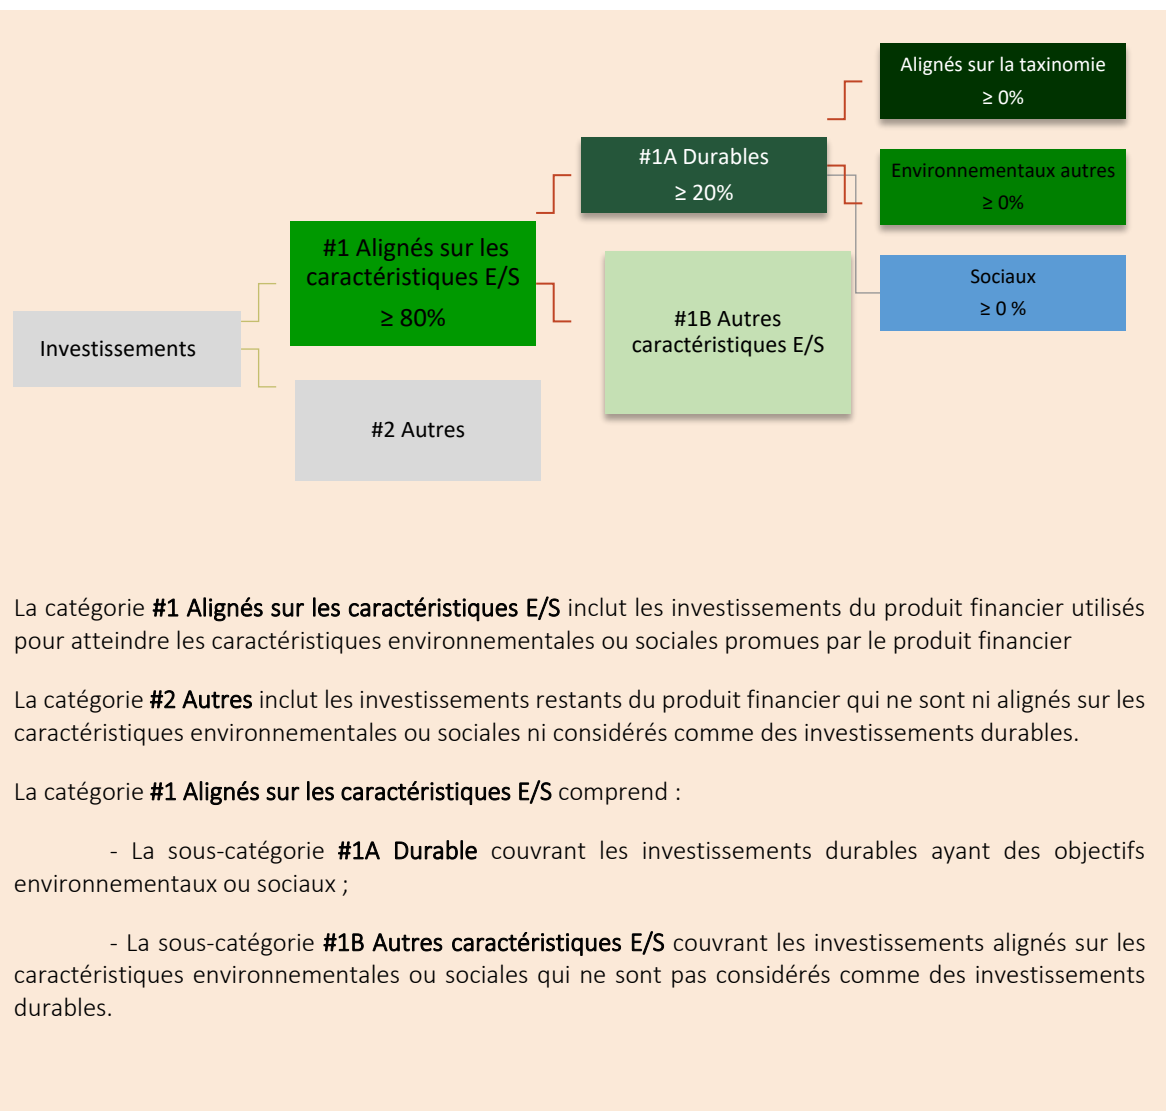 Investissements
#1 Alignés sur les
caractéristiques E/S
≥ 80%
#2 Autres
#1A Durables
≥ 20%
#1B Autres
caractéristiques E/S
Alignés sur la taxinomie
≥ 0%
Environnementaux autres
≥ 0%
Sociaux
≥ 0 %
La catégorie #1 Alignés sur les caractéristiques E/S inclut les investissements du produit financier utilisés
pour atteindre les caractéristiques environnementales ou sociales promues par le produit financier
La catégorie #2 Autres inclut les investissements restants du produit financier qui ne sont ni alignés sur les
caractéristiques environnementales ou sociales ni considérés comme des investissements durables.
La catégorie #1 Alignés sur les caractéristiques E/S comprend :
- La sous-catégorie #1A Durable couvrant les investissements durables ayant des objectifs
environnementaux ou sociaux ;
- La sous-catégorie #1B Autres caractéristiques E/S couvrant les investissements alignés sur les
caractéristiques environnementales ou sociales qui ne sont pas considérés comme des investissements
durables.